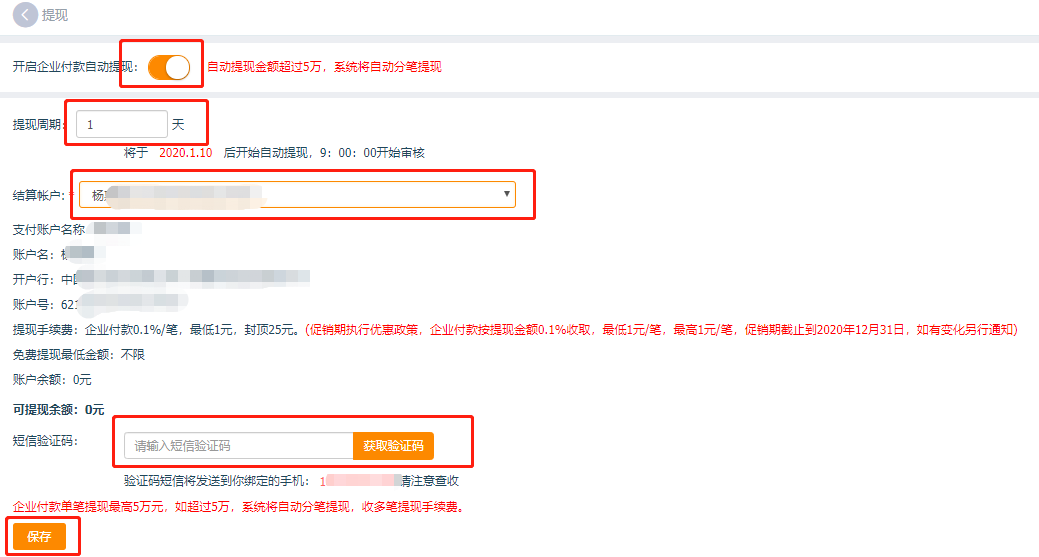 提现
开启企业付款自动提现： 自动提现金额超过5万，系统将自动分笔提现
提现周期： 1 天
将于 2020.1.10 后开始自动提现，9：00：00开始审核
结算帐户：* 杨 ▼
支付账户名称
账户名：
开户行：中国
账户号：621
提现手续费：企业付款0.1%/笔，最低1元，封顶25元。(促销期执行优惠政策，企业付款按提现金额0.1%收取，最低1元/笔，最高1元/笔，促销期截止到2020年12月31日，如有变化另行通知)
免费提现最低金额：不限
账户余额：0元
可提现余额：0元
短信验证码： 请输入短信验证码 获取验证码
验证码短信将发送到你绑定的手机：1 请注意查收
企业付款单笔提现最高5万元，如超过5万，系统将自动分笔提现，收多笔提现手续费。
保存